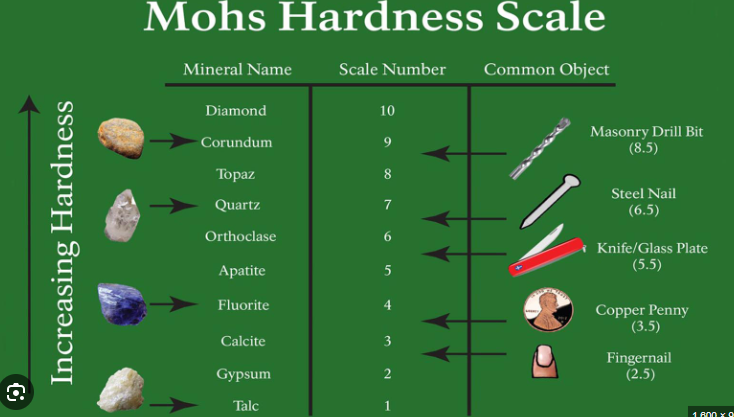 Mohs Hardness Scale
Mineral Name Scale Number Common Object
Increasing Hardness
Diamond 10
Corundum 9
Masonry Drill Bit
(8.5)
Topaz 8
Quartz 7
Steel Nail
(6.5)
Orthoclase 6
Knife/Glass Plate
(5.5)
Apatite 5
Fluorite 4
Copper Penny
(3.5)
Calcite 3
Fingernail
(2.5)
Gypsum 2
Talc 1